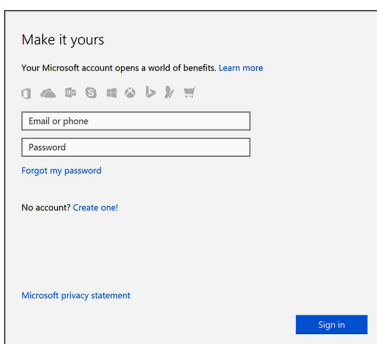 Make it yours
Your Microsoft account opens a world of benefits. Learn more
Email or phone
Password
Forgot my password
No account? Create one!
Microsoft privacy statement
Sign in